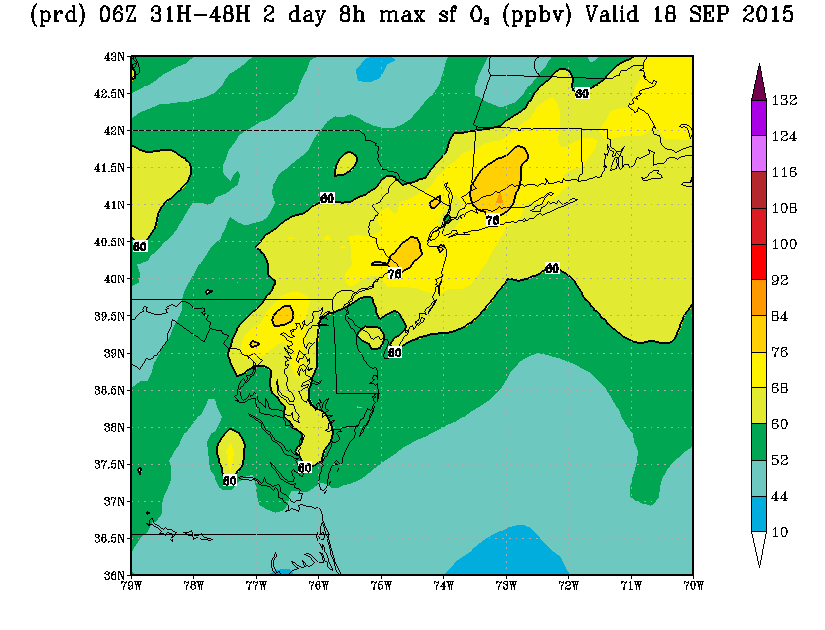 (prd) 06Z 31H-48H 2 day 8h max sf O₃ (ppbv) Valid 18 SEP 2015
43N
42.5N
42N
41.5N
41N
40.5N
40N
39.5N
39N
38.5N
38N
37.5N
37N
36.5N
36N
79W 78W 77W 76W 75W 74W 73W 72W 71W 70W
60
60
60
76
76
60
60
60
60
60
132
124
116
108
100
92
84
76
68
60
52
44
10